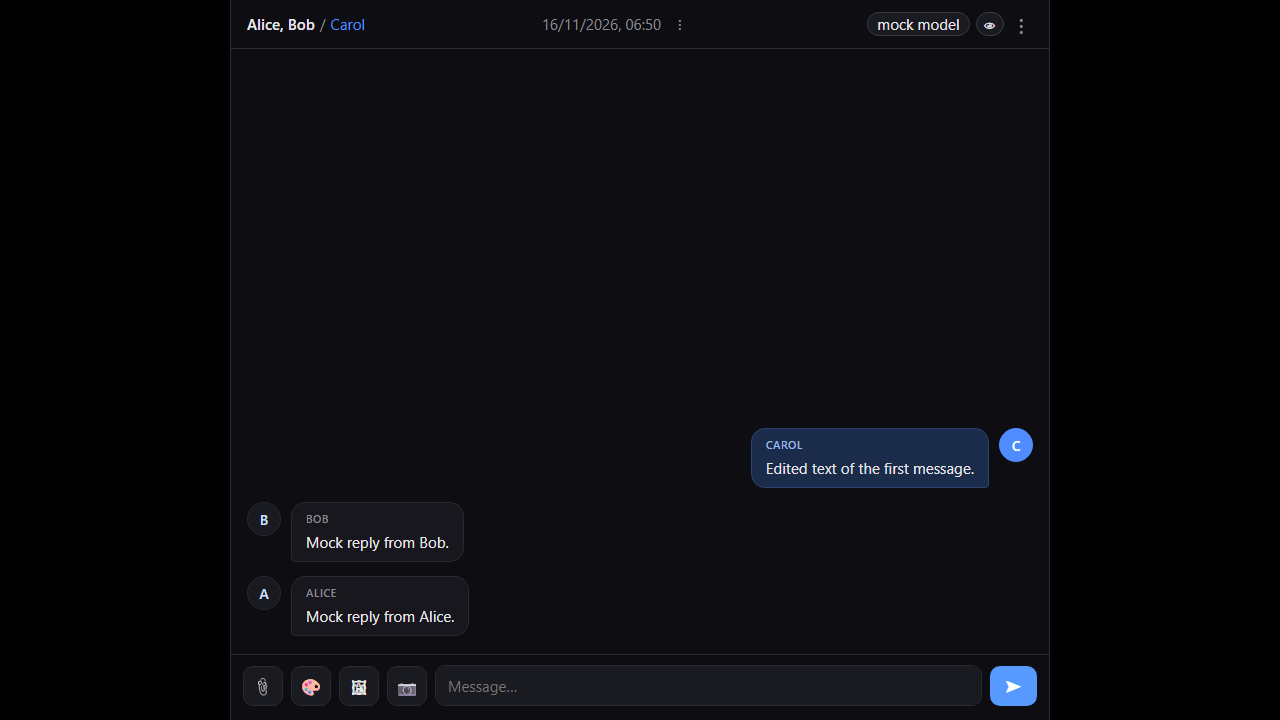 Alice, Bob / Carol
16/11/2026, 06:50
mock model
CAROL
Edited text of the first message.
C
B
BOB
Mock reply from Bob.
A
ALICE
Mock reply from Alice.
Message...